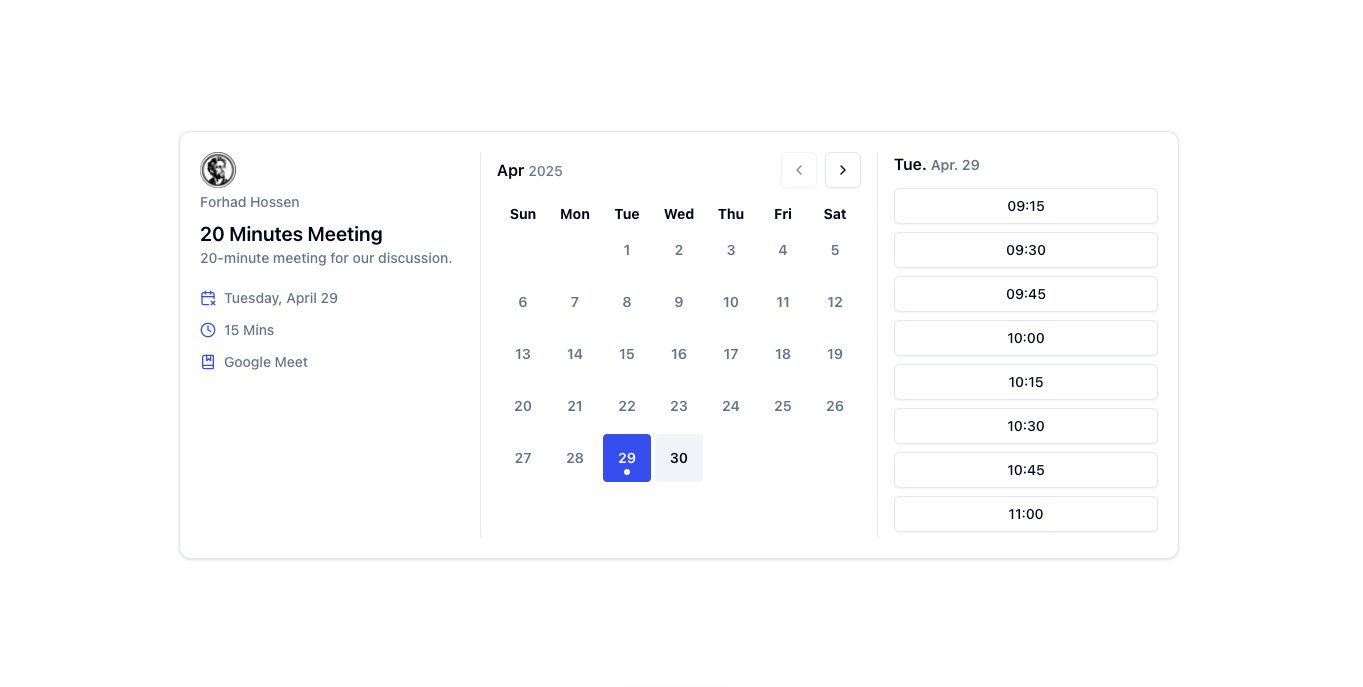 Forhad Hossen
20 Minutes Meeting
20-minute meeting for our discussion.
Tuesday, April 29
15 Mins
Google Meet
Apr 2025
Sun Mon Tue Wed Thu Fri Sat
1 2 3 4 5
6 7 8 9 10 11 12
13 14 15 16 17 18 19
20 21 22 23 24 25 26
27 28 29 30
Tue. Apr. 29
09:15
09:30
09:45
10:00
10:15
10:30
10:45
11:00